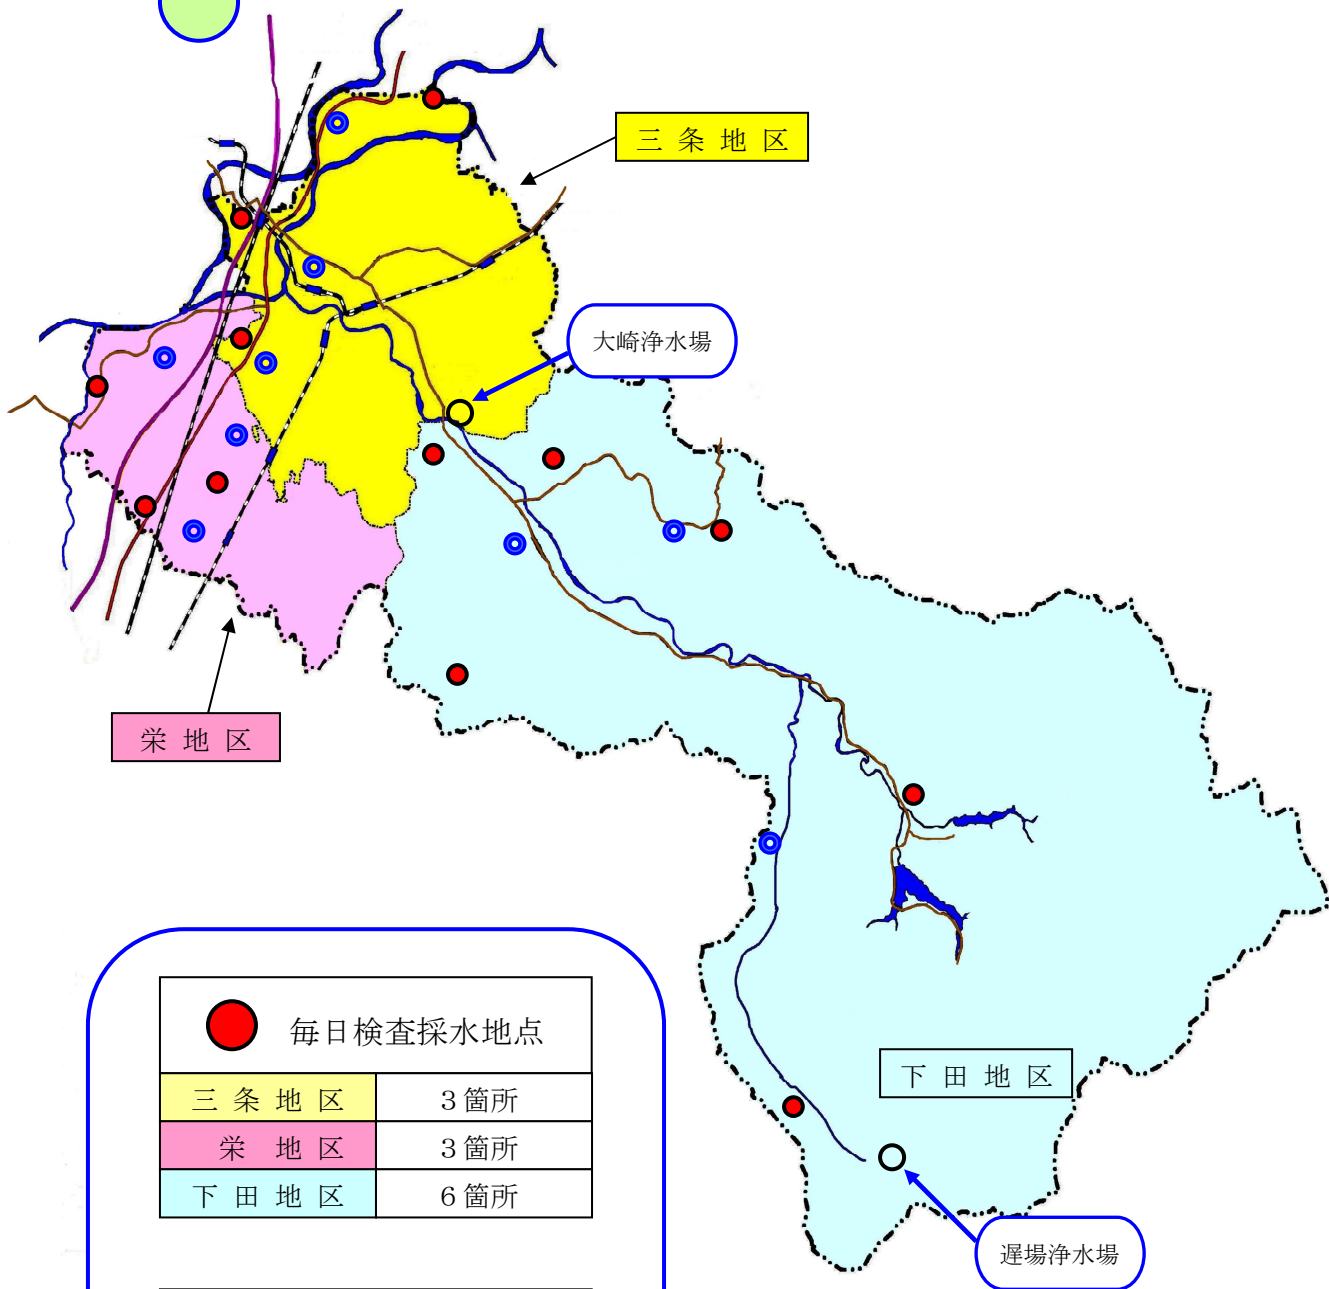 三条地区
大崎浄水場
栄地区
毎日検査採水地点
三条地区 3箇所
栄地区 3箇所
下田地区 6箇所
下田地区
遅場浄水場